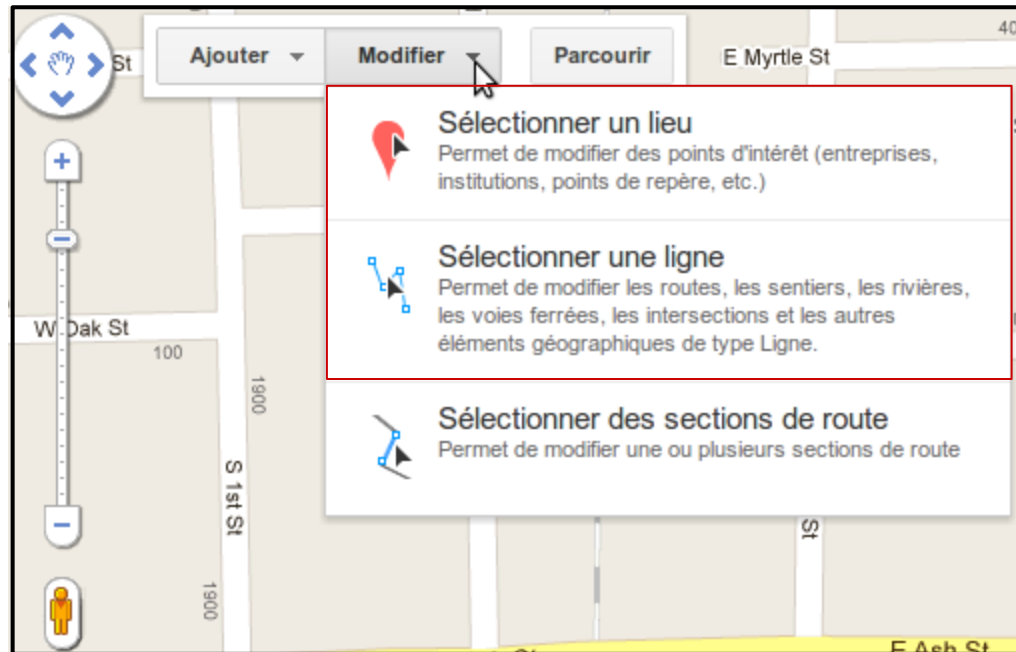 40
St
Ajouter
Modifier
Parcourir
E Myrtle St
Sélectionner un lieu
Permet de modifier des points d'intérêt (entreprises,
institutions, points de repère, etc.)
Sélectionner une ligne
Permet de modifier les routes, les sentiers, les rivières,
les voies ferrées, les intersections et les autres
éléments géographiques de type Ligne.
W Oak St
100
1900
Sélectionner des sections de route
Permet de modifier une ou plusieurs sections de route
S 1st St
St
1900
E Ash St